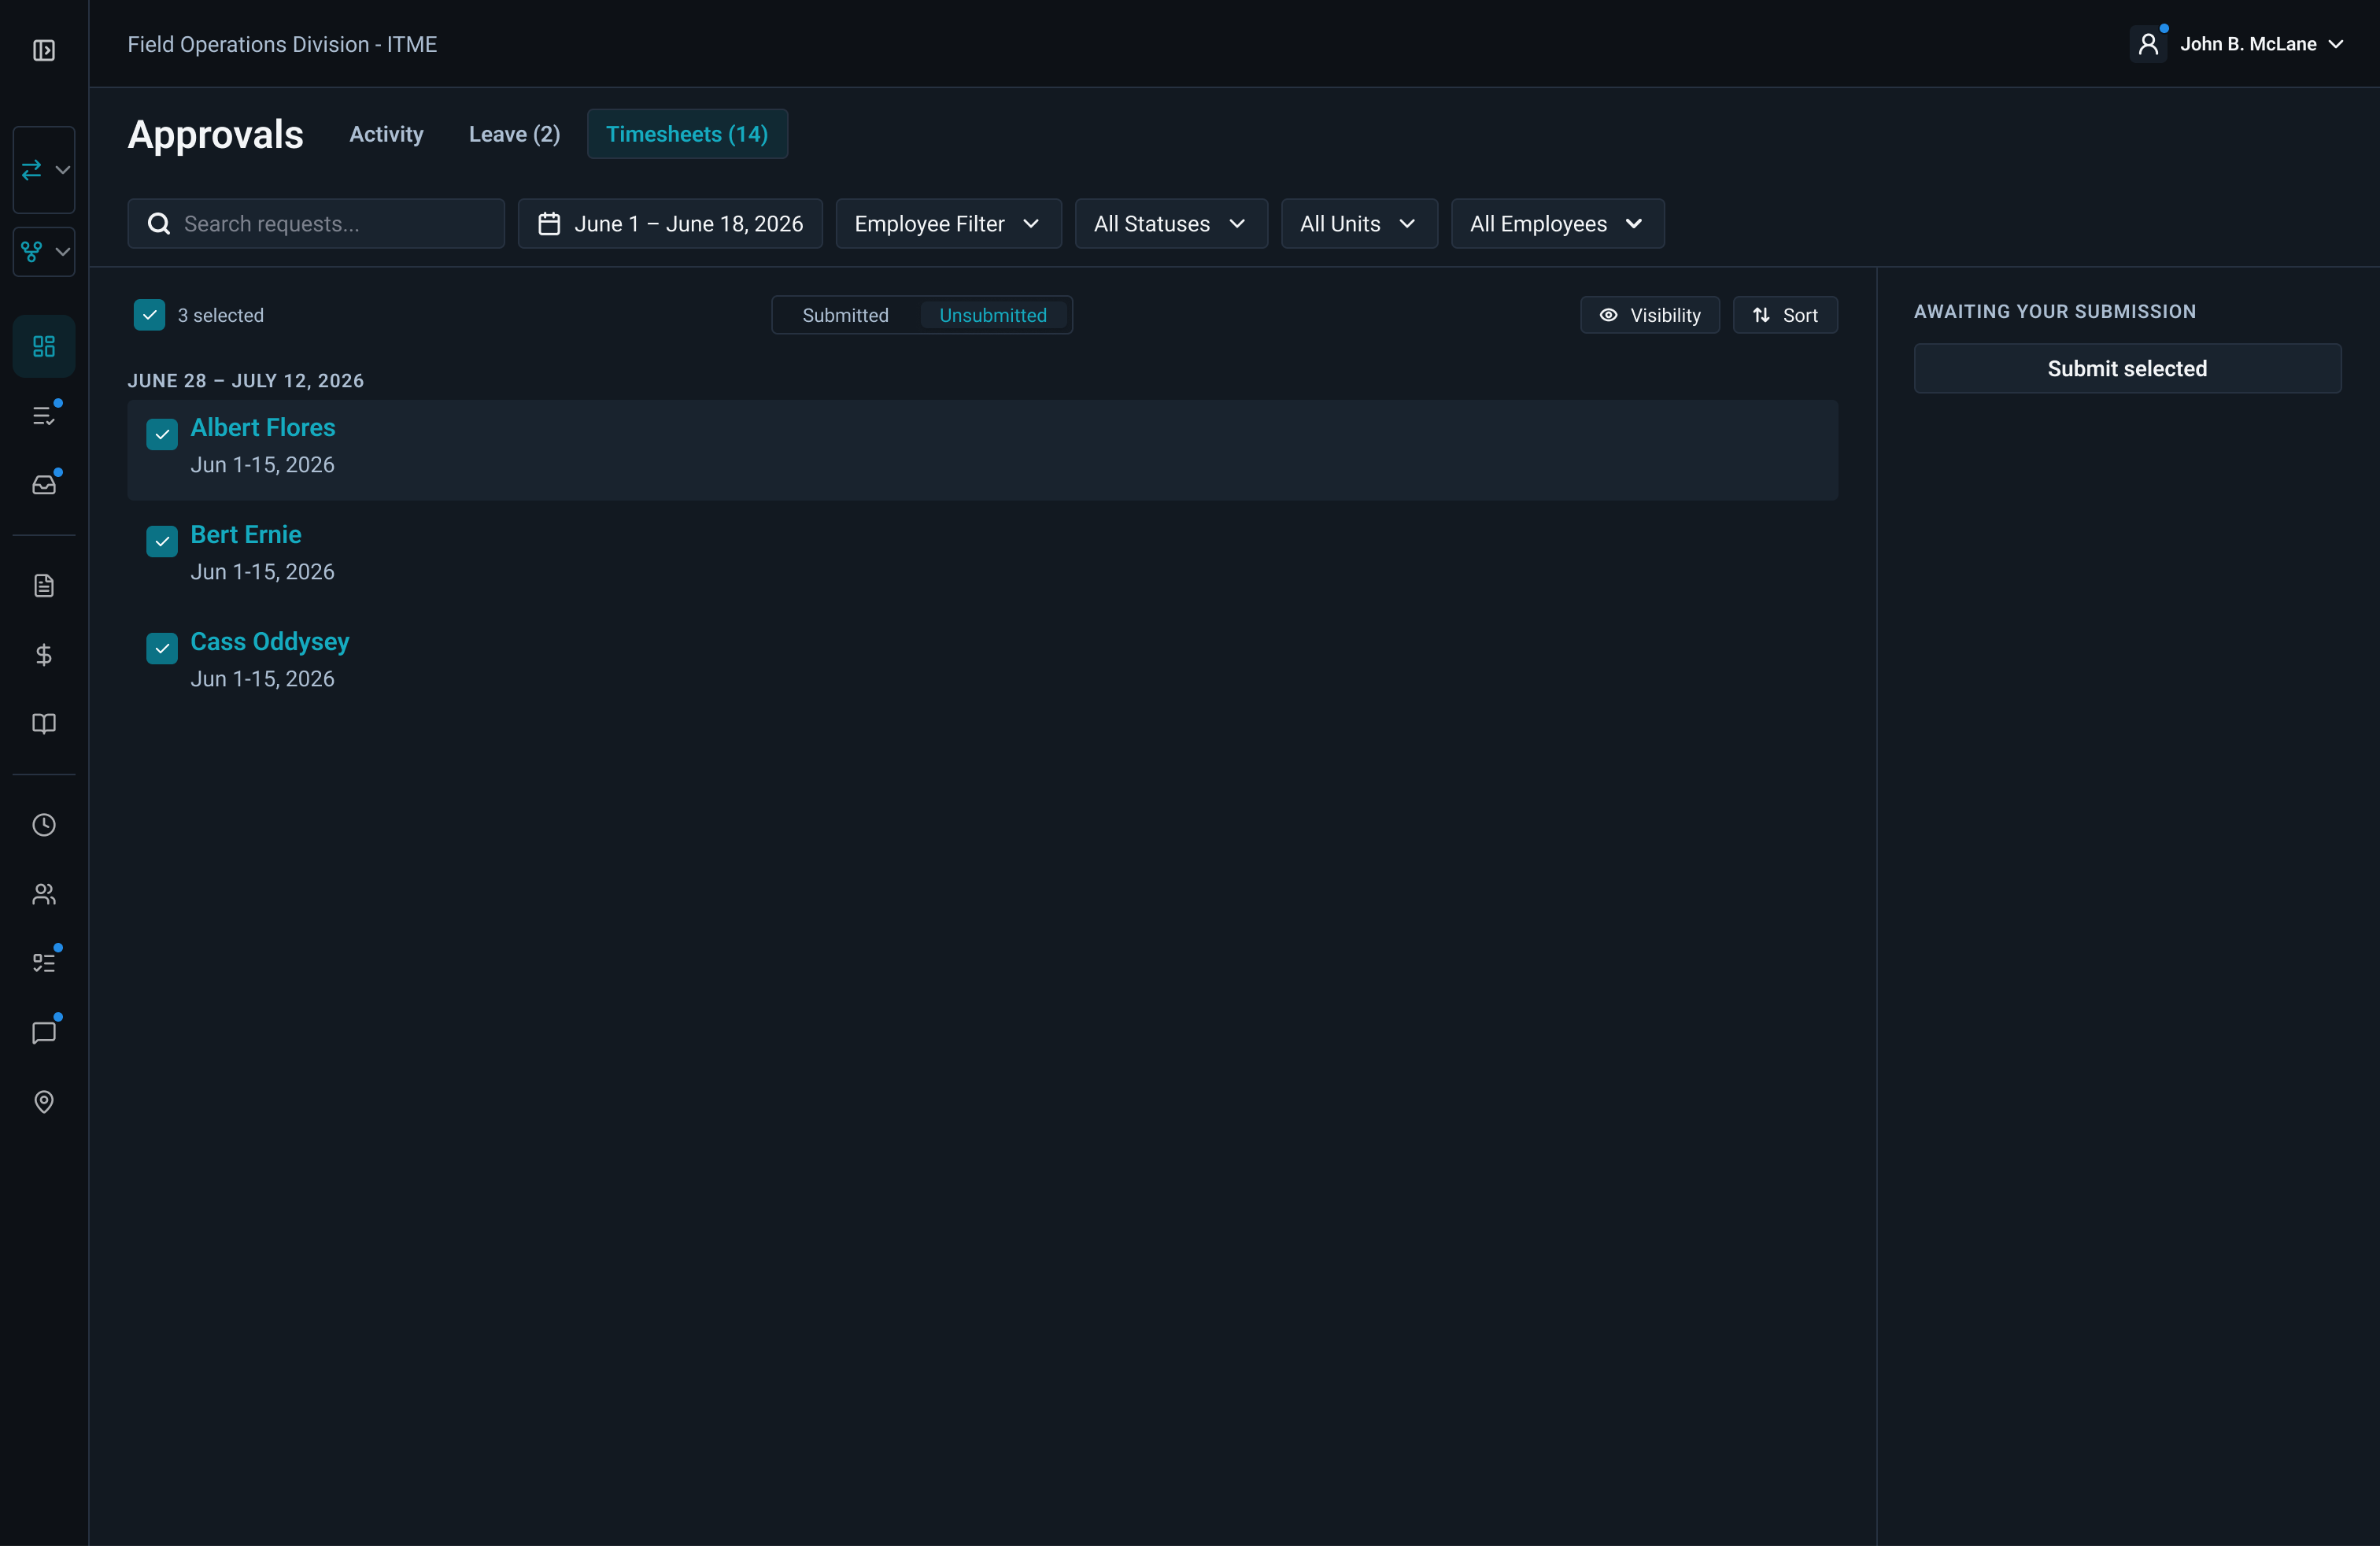 Field Operations Division - ITME
John B. McLane
Approvals
Activity
Leave (2)
Timesheets (14)
Search requests...
June 1 – June 18, 2026
Employee Filter
All Statuses
All Units
All Employees
3 selected
Submitted
Unsubmitted
Visibility
Sort
AWAITING YOUR SUBMISSION
Submit selected
JUNE 28 – JULY 12, 2026
Albert Flores
Jun 1-15, 2026
Bert Ernie
Jun 1-15, 2026
Cass Oddysey
Jun 1-15, 2026